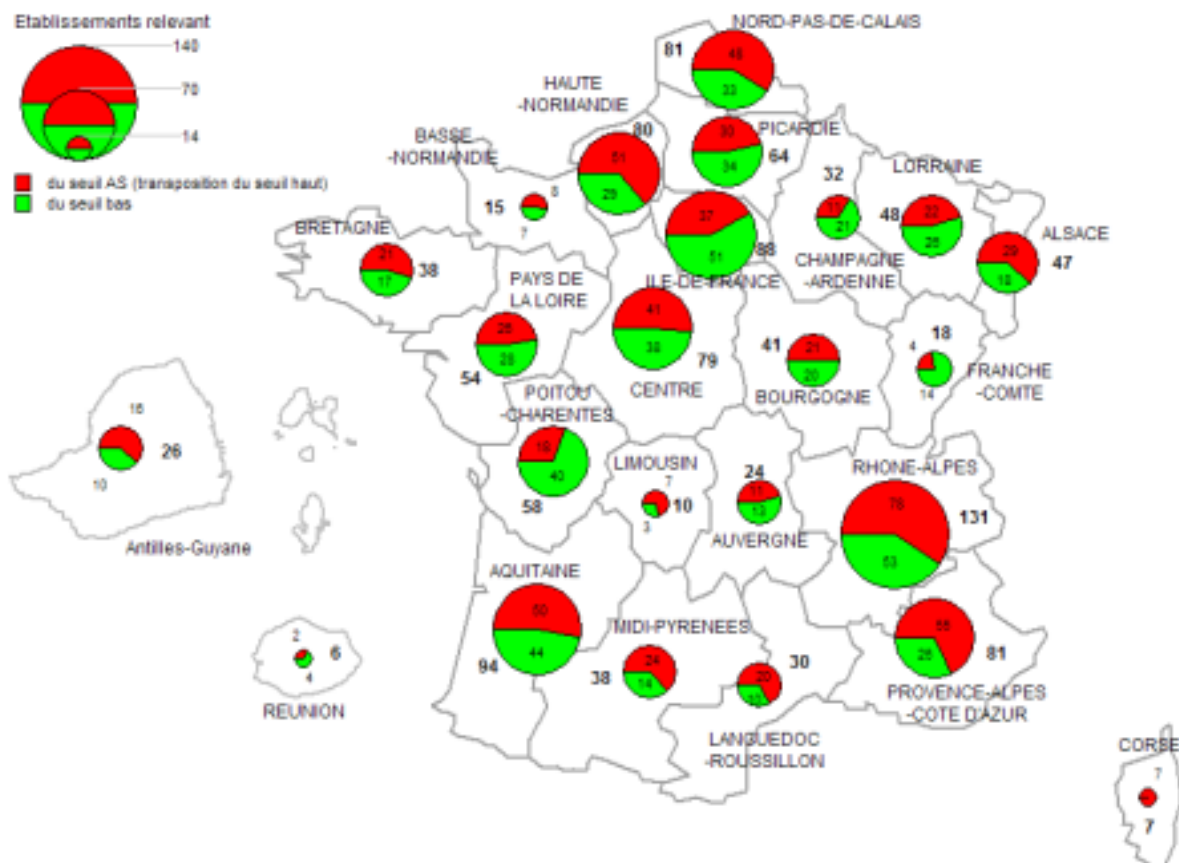 Etablissements relevant
140
70
14
du seuil AS (transposition du seuil haut)
du seuil bas
NORD-PAS-DE-CALAIS
81
48
33
HAUTE
-NORMANDIE
80
51
29
PICARDIE
30
34
64
BASSE
-NORMANDIE
15
8
7
32
11
21
CHAMPAGNE
-ARDENNE
LORRAINE
48
22
26
ALSACE
29
18
47
BRETAGNE
21
17
38
37
51
88
ILE-DE-FRANCE
PAYS DE
LA LOIRE
26
28
54
41
38
79
CENTRE
41
21
20
BOURGOGNE
18
4
14
FRANCHE
-COMTE
POITOU
-CHARENTES
18
40
58
LIMOUSIN
7
3
10
24
11
13
AUVERGNE
RHONE-ALPES
78
53
131
16
10
26
Antilles-Guyane
AQUITAINE
50
44
94
MIDI-PYRENEES
24
14
38
30
20
10
LANGUEDOC
-ROUSSILLON
81
PROVENCE-ALPES
-COTE D'AZUR
2
4
6
REUNION
CORSE
7
7